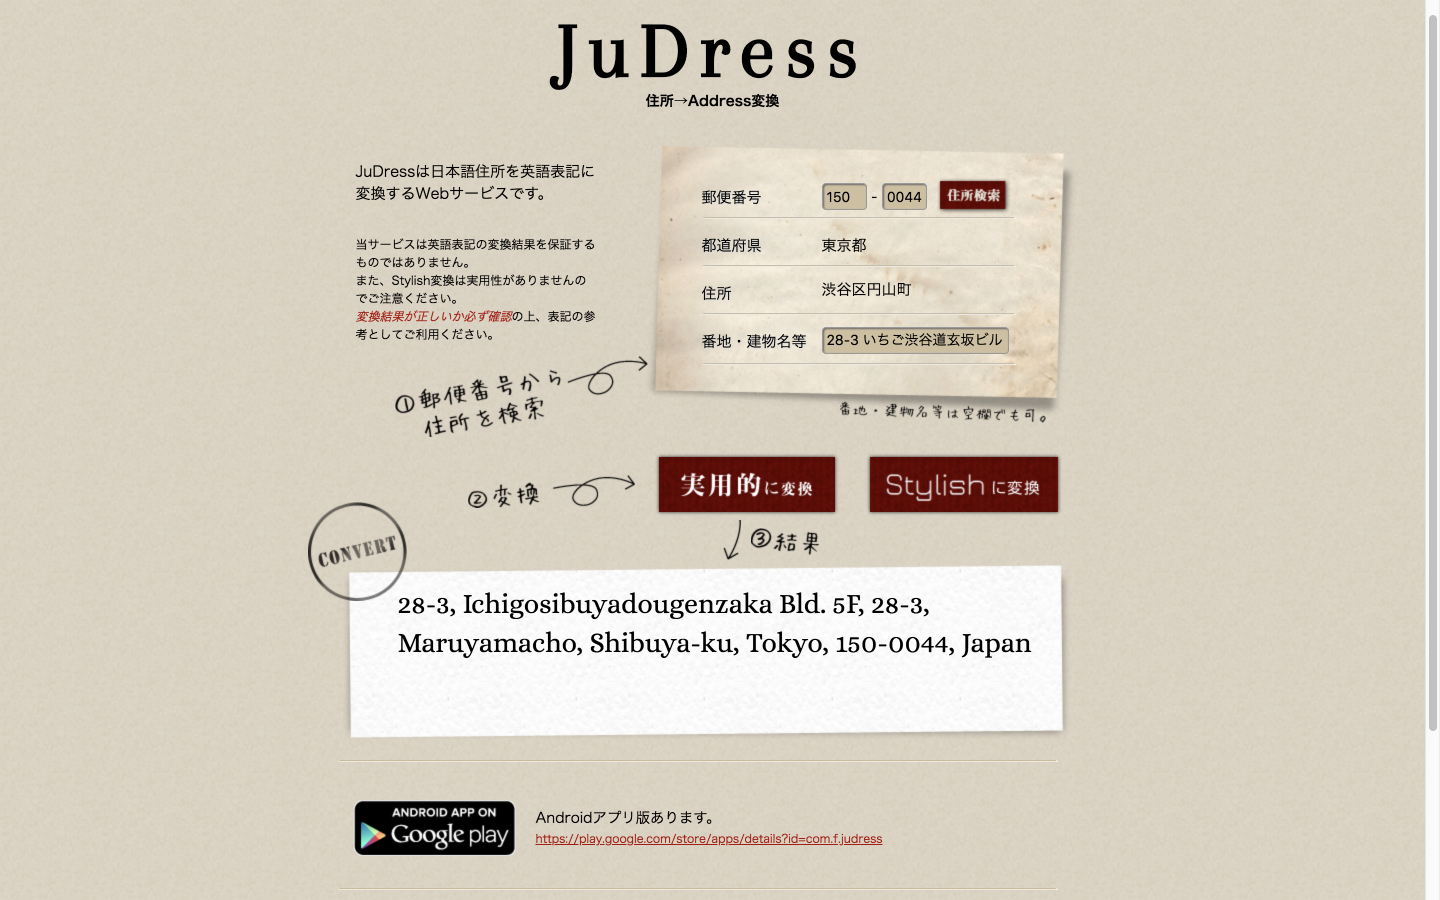 JuDress
住所→Address変換
JuDressは日本語住所を英語表記に
変換するWebサービスです。
当サービスは英語表記の変換結果を保証する
ものではありません。
また、Stylish変換は実用性がありませんの
でご注意ください。
変換結果が正しいか必ず確認の上、表記の参
考としてご利用ください。
郵便番号 150 - 0044 住所検索
都道府県 東京都
住所 渋谷区円山町
番地・建物名等 28-3 いちご渋谷道玄坂ビル
①郵便番号から
住所を検索
番地・建物名等は空欄でも可。
②変換
実用的に変換
Stylish に変換
③結果
CONVERT
28-3, Ichigosibuyadougenzaka Bld. 5F, 28-3,
Maruyamacho, Shibuya-ku, Tokyo, 150-0044, Japan
ANDROID APP ON
Google play
Androidアプリ版あります。
https://play.google.com/store/apps/details?id=com.f.judress